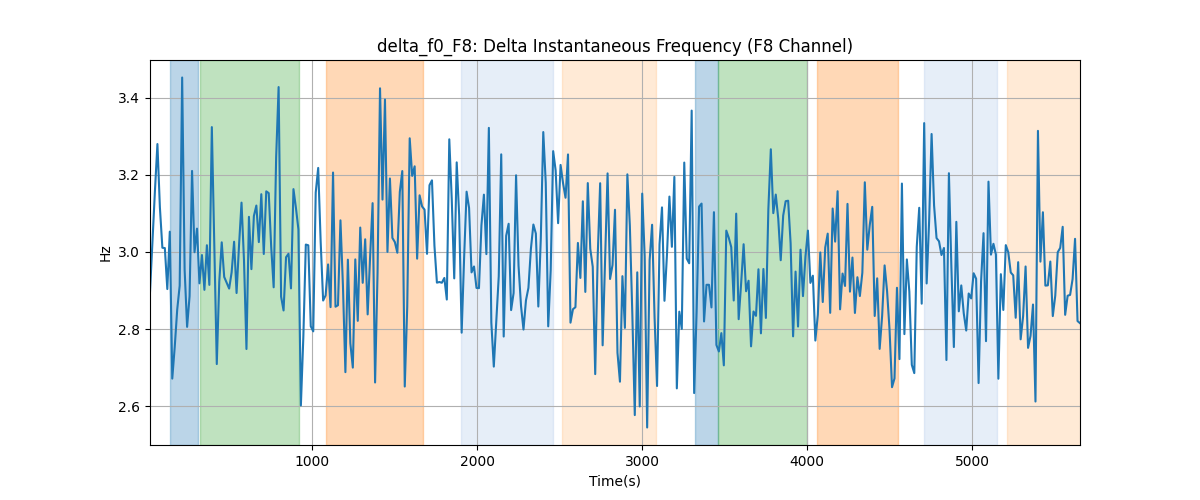 delta_f0_F8: Delta Instantaneous Frequency (F8 Channel)
3.4
3.2
3.0
2.8
2.6
Hz
1000 2000 3000 4000 5000
Time(s)